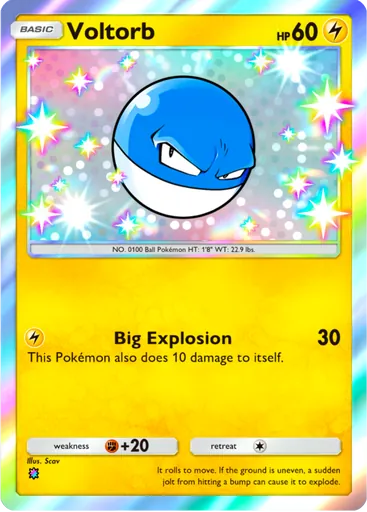 BASIC Voltorb HP 60
NO. 0100 Ball Pokémon HT: 1'8" WT: 22.9 lbs.
Big Explosion 30
This Pokémon also does 10 damage to itself.
weakness +20 retreat
Illus. Scav
It rolls to move. If the ground is uneven, a sudden
jolt from hitting a bump can cause it to explode.